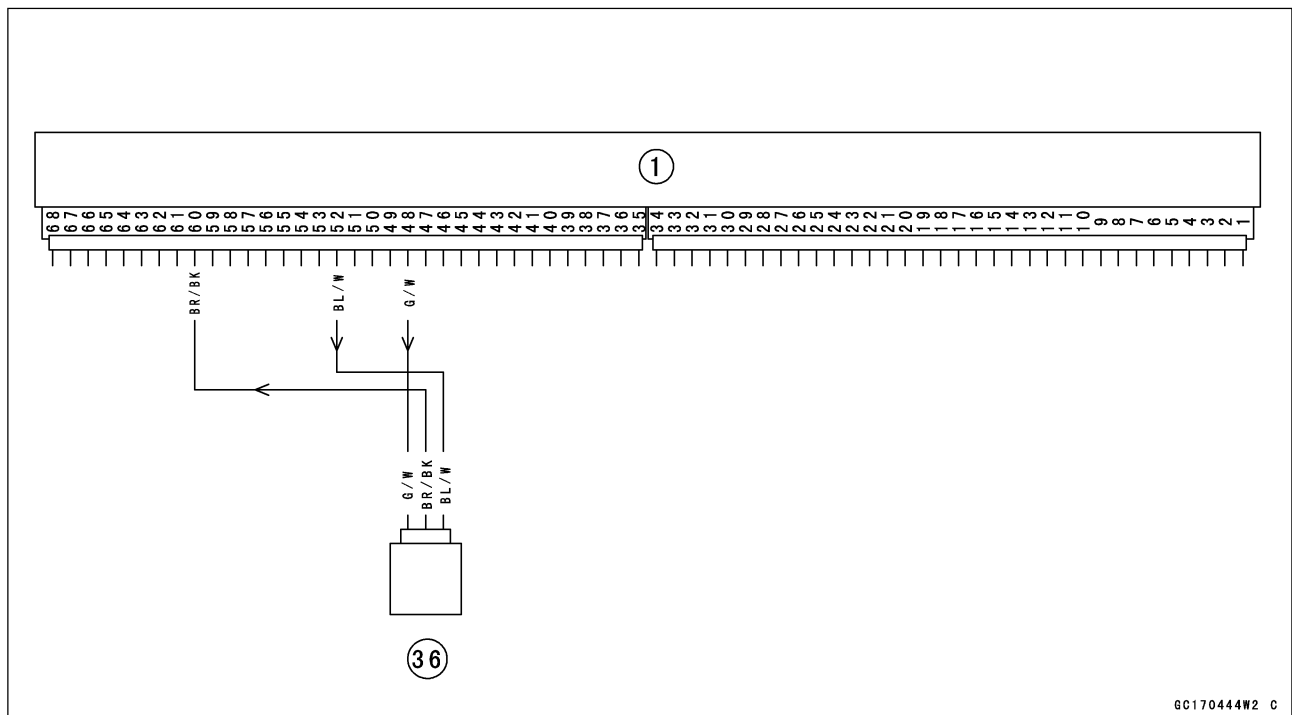 1
68 67 66 65 64 63 62 61 60 59 58 57 56 55 54 53 52 51 50 49 48 47 46 45 44 43 42 41 40 39 38 37 36 35 34 33 32 31 30 29 28 27 26 25 24 23 22 21 20 19 18 17 16 15 14 13 12 11 10 9 8 7 6 5 4 3 2 1
BR/BK BL/W G/W
G/W BR/BK BL/W
36
GC170444W2 C